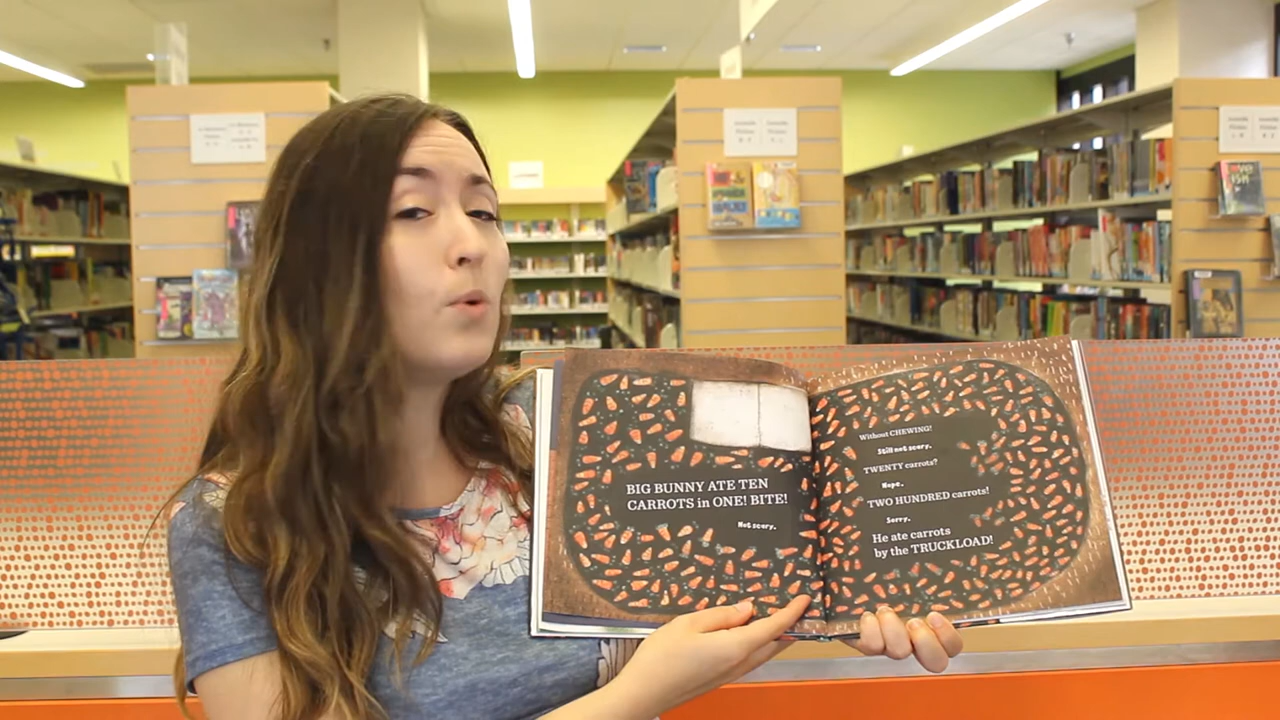 BIG BUNNY ATE TEN
CARROTS in ONE! BITE!
Not scary.
Without CHEWING!
Still not scary.
TWENTY carrots?
Nope.
TWO HUNDRED carrots!
Sorry.
He ate carrots
by the TRUCKLOAD!